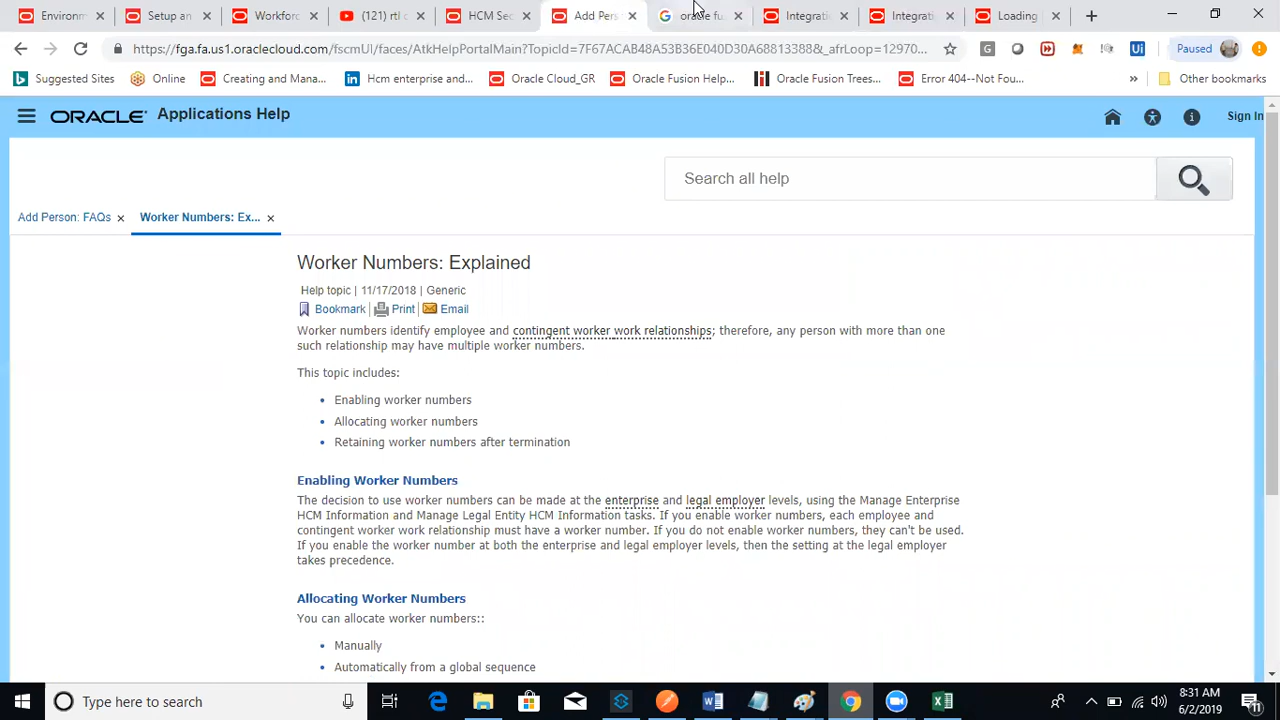 Environ
Setup an
Workforc
(121) rtl c
HCM Sec
Add Pers
oracle fu
Integrati
Integrati
Loading
https://fga.fa.us1.oraclecloud.com/fscmUI/faces/AtkHelpPortalMain?TopicId=7F67ACAB48A53B36E040D30A68813388&_afrLoop=12970...
Paused
Suggested Sites
Online
Creating and Mana...
Hcm enterprise and...
Oracle Cloud_GR
Oracle Fusion Help...
Oracle Fusion Trees...
Error 404--Not Fou...
»
Other bookmarks
ORACLE Applications Help
Sign In
Search all help
Add Person: FAQs
Worker Numbers: Ex...
Worker Numbers: Explained
Help topic | 11/17/2018 | Generic
Bookmark | Print | Email
Worker numbers identify employee and contingent worker work relationships; therefore, any person with more than one
such relationship may have multiple worker numbers.
This topic includes:
• Enabling worker numbers
• Allocating worker numbers
• Retaining worker numbers after termination
Enabling Worker Numbers
The decision to use worker numbers can be made at the enterprise and legal employer levels, using the Manage Enterprise
HCM Information and Manage Legal Entity HCM Information tasks. If you enable worker numbers, each employee and
contingent worker work relationship must have a worker number. If you do not enable worker numbers, they can't be used.
If you enable the worker number at both the enterprise and legal employer levels, then the setting at the legal employer
takes precedence.
Allocating Worker Numbers
You can allocate worker numbers::
• Manually
• Automatically from a global sequence
Type here to search
8:31 AM
6/2/2019